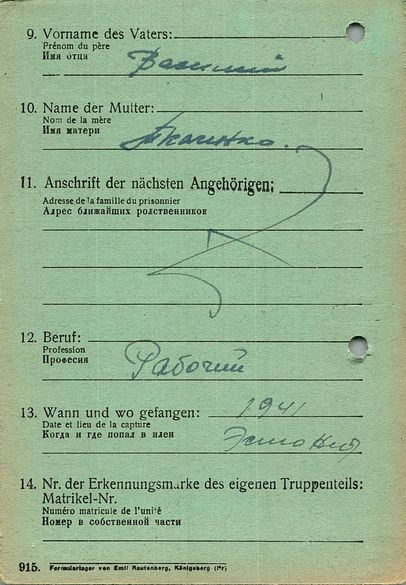 9. Vorname des Vaters:
Prénom du père
Имя отца
Василий
10. Name der Mutter:
Nom de la mère
Имя матери
Ткаченко.
11. Anschrift der nächsten Angehörigen:
Adresse de la famille du prisonnier
Адрес ближайших родственников
12. Beruf:
Profession
Професия
Рабочий
13. Wann und wo gefangen:
1941
Date et lieu de la capture
Когда и где попал в плен
Эстония
14. Nr. der Erkennungsmarke des eigenen Truppenteils:
Matrikel-Nr.
Numéro matricule de l'unité
Номер в собственной части
915. Formularlager von Emil Rautenberg, Königsberg (Pr)